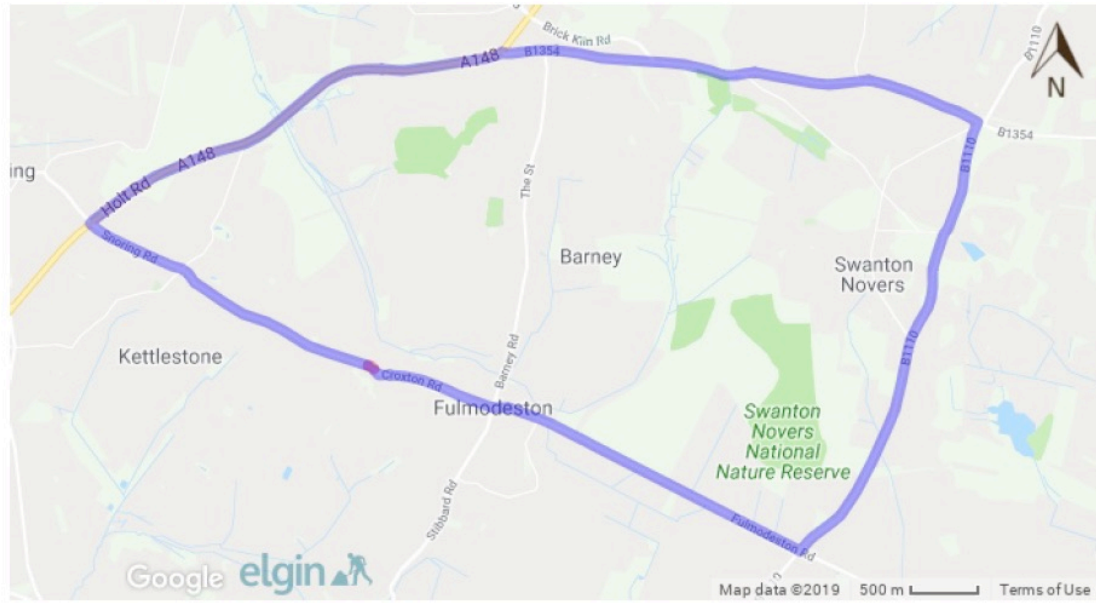 Brick Kiln Rd
B1110
A148
B1354
B1354
A148
B1110
ing
Holt Rd
The St
Snoring Rd
Barney
Swanton
Novers
Kettlestone
B1110
Barney Rd
Croxton Rd
Fulmodeston
Swanton
Novers
National
Nature Reserve
Stibbard Rd
Fulmodeston Rd
Google
elgin
N
Map data ©2019
500 m
Terms of Use